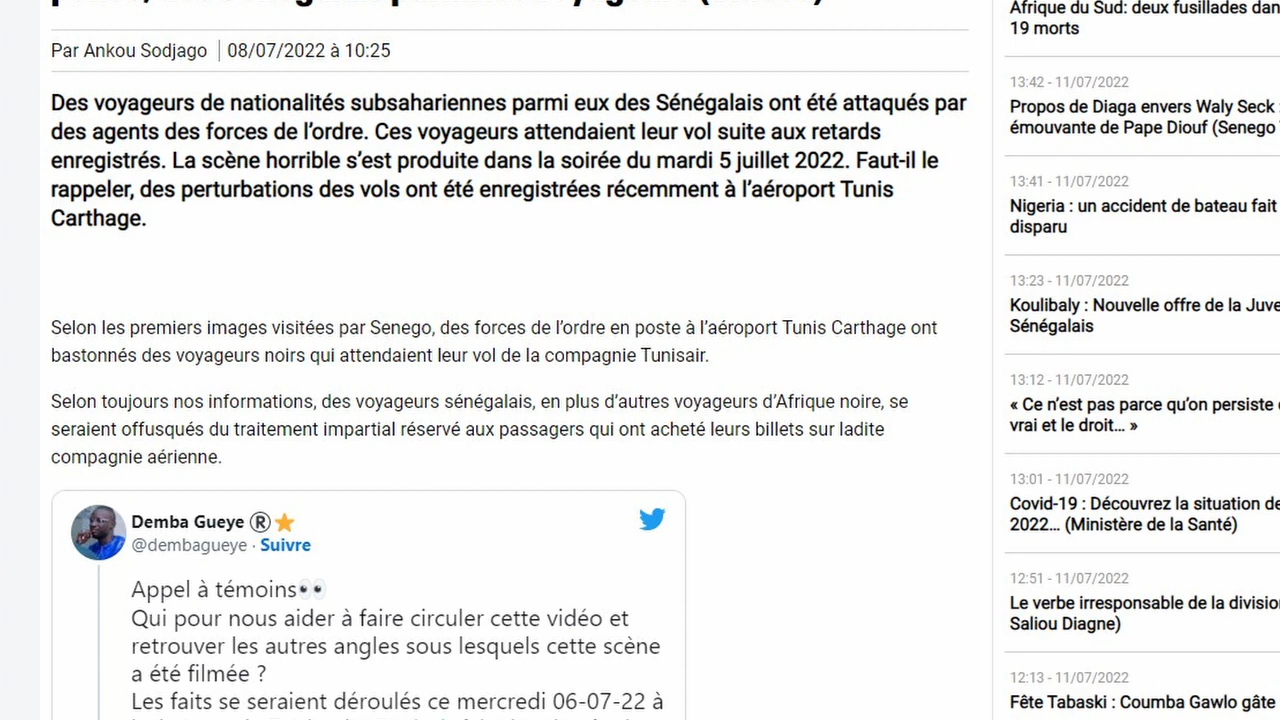 Par Ankou Sodjago | 08/07/2022 à 10:25
Des voyageurs de nationalités subsahariennes parmi eux des Sénégalais ont été attaqués par
des agents des forces de l’ordre. Ces voyageurs attendaient leur vol suite aux retards
enregistrés. La scène horrible s’est produite dans la soirée du mardi 5 juillet 2022. Faut-il le
rappeler, des perturbations des vols ont été enregistrées récemment à l’aéroport Tunis
Carthage.
Selon les premiers images visitées par Senego, des forces de l’ordre en poste à l’aéroport Tunis Carthage ont
bastonnés des voyageurs noirs qui attendaient leur vol de la compagnie Tunisair.
Selon toujours nos informations, des voyageurs sénégalais, en plus d’autres voyageurs d’Afrique noire, se
seraient offusqués du traitement impartial réservé aux passagers qui ont acheté leurs billets sur ladite
compagnie aérienne.
Demba Gueye ®⭐
@dembagueye · Suivre
Appel à témoins👀
Qui pour nous aider à faire circuler cette vidéo et
retrouver les autres angles sous lesquels cette scène
a été filmée ?
Les faits se seraient déroulés ce mercredi 06-07-22 à
Afrique du Sud: deux fusillades dan
19 morts
13:42 - 11/07/2022
Propos de Diaga envers Waly Seck :
émouvante de Pape Diouf (Senego
13:41 - 11/07/2022
Nigeria : un accident de bateau fait
disparu
13:23 - 11/07/2022
Koulibaly : Nouvelle offre de la Juve
Sénégalais
13:12 - 11/07/2022
« Ce n’est pas parce qu’on persiste
vrai et le droit… »
13:01 - 11/07/2022
Covid-19 : Découvrez la situation de
2022… (Ministère de la Santé)
12:51 - 11/07/2022
Le verbe irresponsable de la division
Saliou Diagne)
12:13 - 11/07/2022
Fête Tabaski : Coumba Gawlo gâte